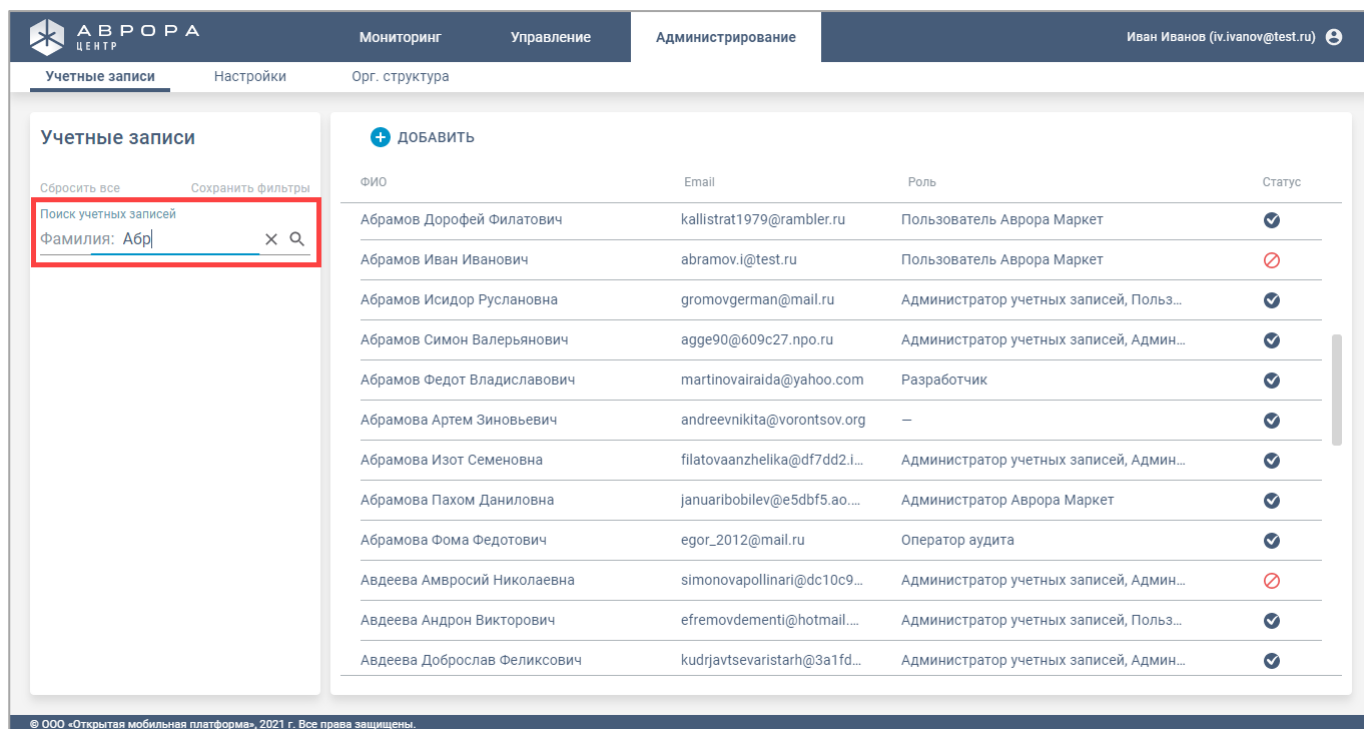 АВРОРА
ЦЕНТР
Мониторинг Управление Администрирование Иван Иванов (iv.ivanov@test.ru)
Учетные записи Настройки Орг. структура
Учетные записи
ДОБАВИТЬ
Сбросить все Сохранить фильтры
Поиск учетных записей
Фамилия: Абр
ФИО Email Роль Статус
Абрамов Дорофей Филатович kallistrat1979@rambler.ru Пользователь Аврора Маркет
Абрамов Иван Иванович abramov.i@test.ru Пользователь Аврора Маркет
Абрамов Исидор Руслановна gromovgerman@mail.ru Администратор учетных записей, Польз...
Абрамов Симон Валерьянович agge90@609c27.npo.ru Администратор учетных записей, Админ...
Абрамов Федот Владиславович martinovairaida@yahoo.com Разработчик
Абрамова Артем Зиновьевич andreevnikita@vorontsov.org —
Абрамова Изот Семеновна filatovaanzhelika@df7dd2.i... Администратор учетных записей, Админ...
Абрамова Пахом Даниловна januaribobilev@e5dbf5.ao.... Администратор Аврора Маркет
Абрамова Фома Федотович egor_2012@mail.ru Оператор аудита
Авдеева Амвросий Николаевна simonovapollinari@dc10c9... Администратор учетных записей, Админ...
Авдеева Андрон Викторович efremovdementi@hotmail.... Администратор учетных записей, Польз...
Авдеева Доброслав Феликсович kudrjavtsevaristarh@3a1fd... Администратор учетных записей, Админ...
© ООО «Открытая мобильная платформа», 2021 г. Все права защищены.